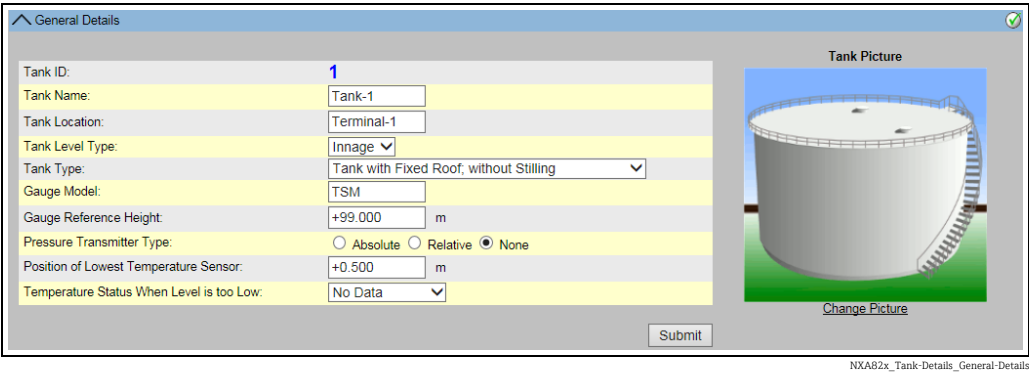 General Details
Tank Picture
Tank ID: 1
Tank Name: Tank-1
Tank Location: Terminal-1
Tank Level Type: Innage
Tank Type: Tank with Fixed Roof; without Stilling
Gauge Model: TSM
Gauge Reference Height: +99.000 m
Pressure Transmitter Type: Absolute Relative None
Position of Lowest Temperature Sensor: +0.500 m
Temperature Status When Level is too Low: No Data
Change Picture
Submit
NXA82x_Tank-Details_General-Details